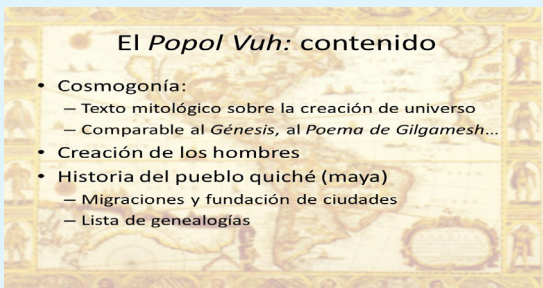 El Popol Vuh: contenido
• Cosmogonía:
– Texto mitológico sobre la creación de universo
– Comparable al Génesis, al Poema de Gilgamesh...
• Creación de los hombres
• Historia del pueblo quiché (maya)
– Migraciones y fundación de ciudades
– Lista de genealogías